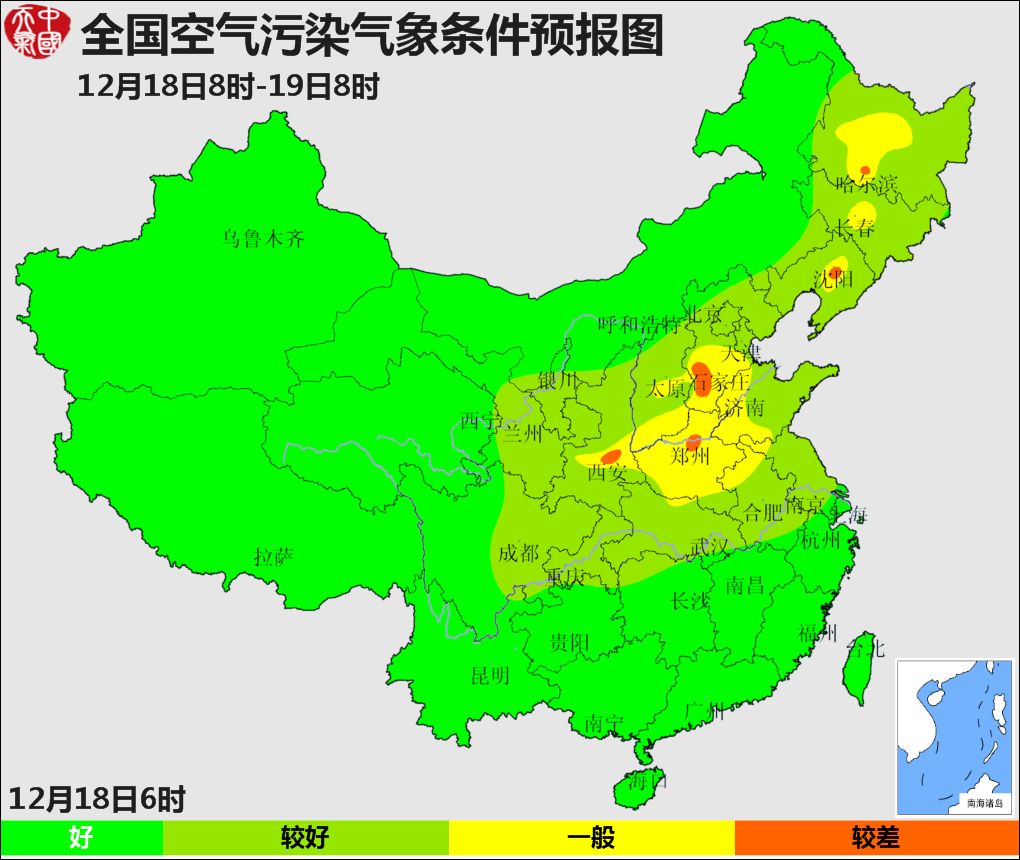 中國
天氣
全国空气污染气象条件预报图
12月18日8时-19日8时
哈尔滨
长春
沈阳
乌鲁木齐
呼和浩特
北京
天津
银川
太原
石家庄
济南
西宁
兰州
西安
郑州
合肥
南京
上海
杭州
拉萨
成都
重庆
武汉
南昌
长沙
贵阳
福州
台北
昆明
南宁
广州
海口
南海诸岛
12月18日6时
好
较好
一般
较差